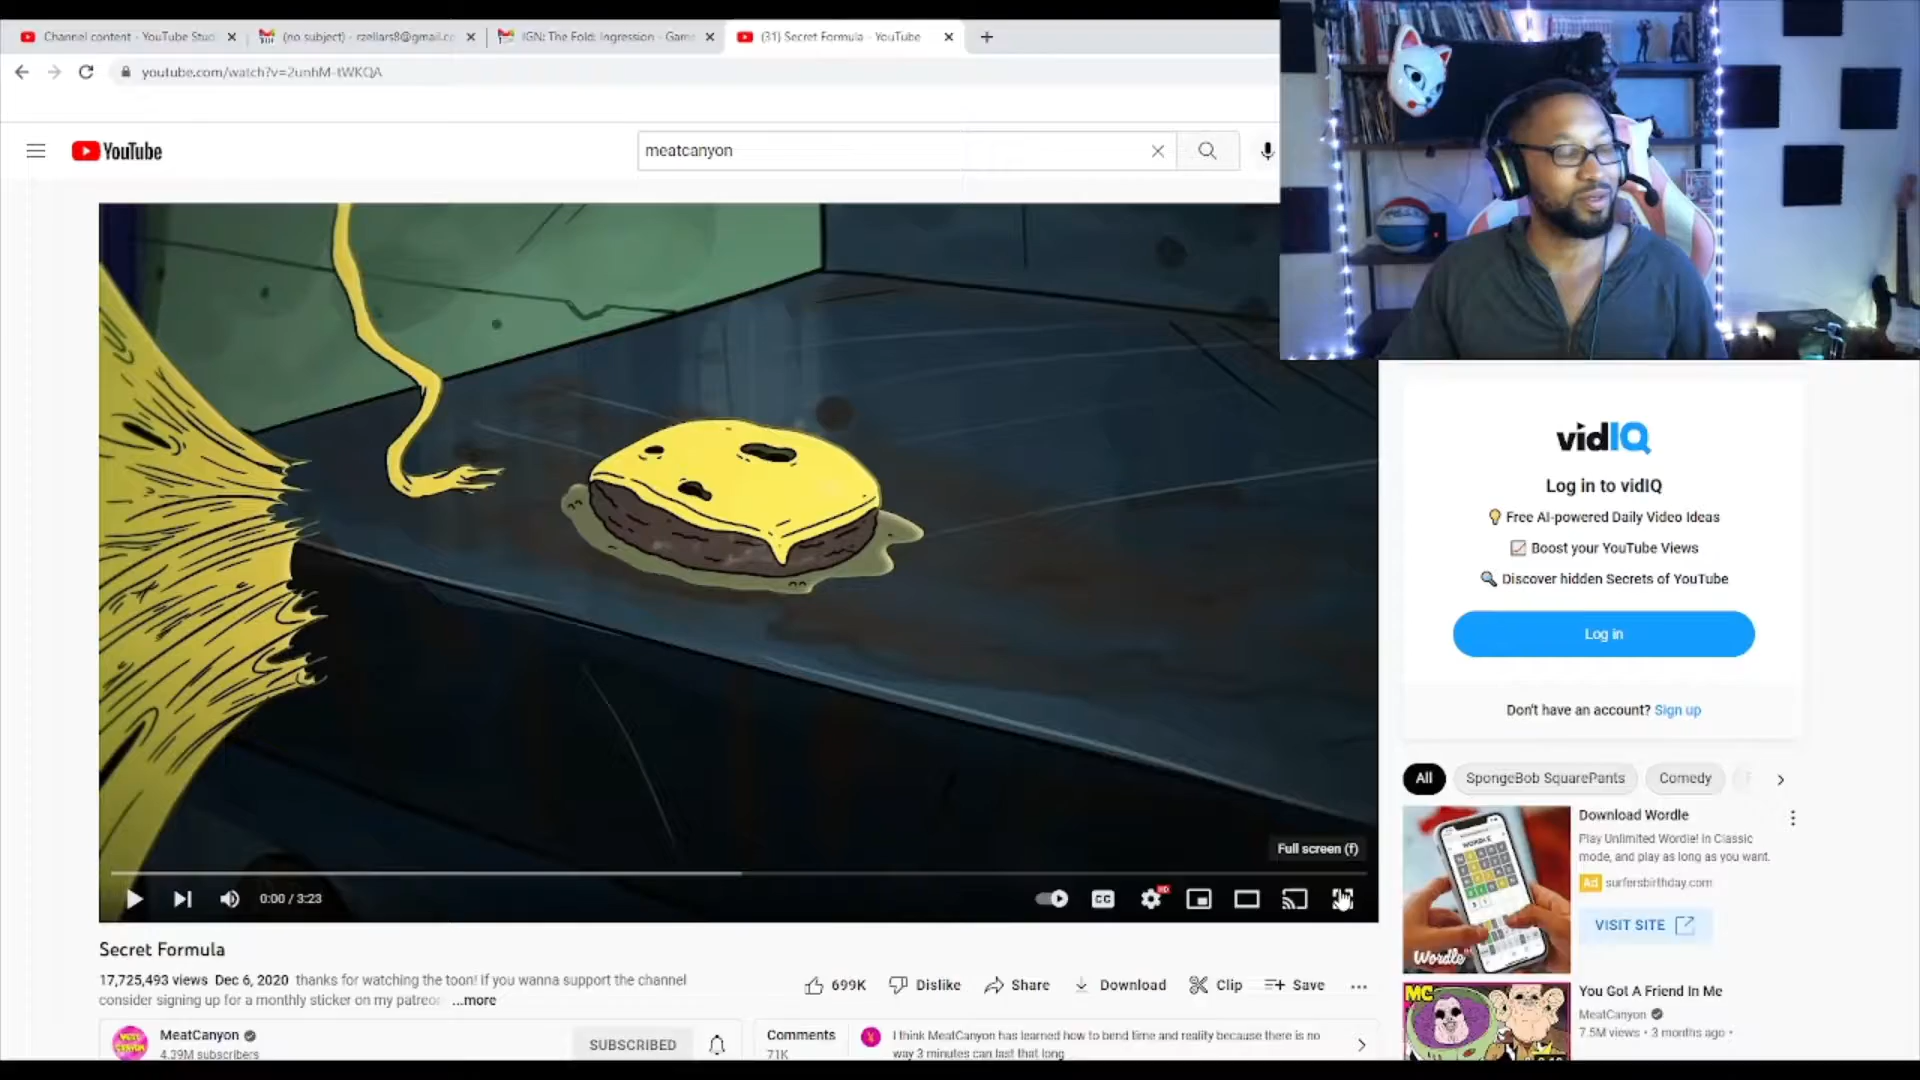 Channel content - YouTube Stud
(no subject) - rzellars8@gmail.co
IGN: The Fold: Ingression - Game
(31) Secret Formula - YouTube
youtube.com/watch?v=2unhM-tWKQA
YouTube
meatcanyon
Full screen (f)
0:00 / 3:23
CC
HD
Secret Formula
17,725,493 views Dec 6, 2020 thanks for watching the toon! if you wanna support the channel
consider signing up for a monthly sticker on my patreon ...more
699K
Dislike
Share
Download
Clip
Save
MeatCanyon
4.39M subscribers
SUBSCRIBED
Comments
71K
I think MeatCanyon has learned how to bend time and reality because there is no
way 3 minutes can last that long
vidIQ
Log in to vidIQ
Free AI-powered Daily Video Ideas
Boost your YouTube Views
Discover hidden Secrets of YouTube
Log in
Don't have an account? Sign up
All
SpongeBob SquarePants
Comedy
F
WORDLE
Wordle
Download Wordle
Play Unlimited Wordle! in Classic
mode, and play as long as you want.
Ad surfersbirthday.com
VISIT SITE
MC
You Got A Friend In Me
MeatCanyon
7.5M views • 3 months ago •